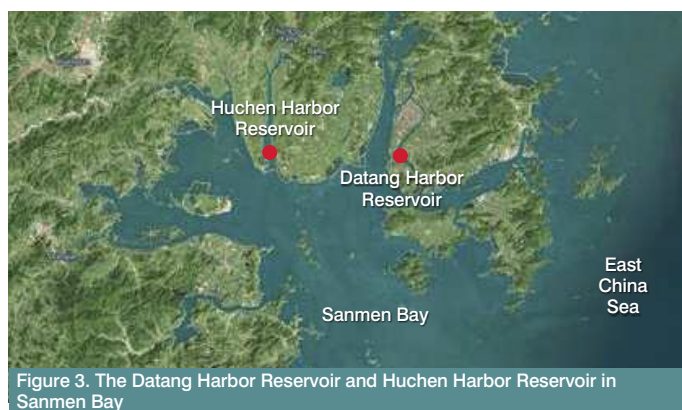 Huchen Harbor
Reservoir
Datang Harbor
Reservoir
East
China
Sea
Sanmen Bay
Figure 3. The Datang Harbor Reservoir and Huchen Harbor Reservoir in
Sanmen Bay